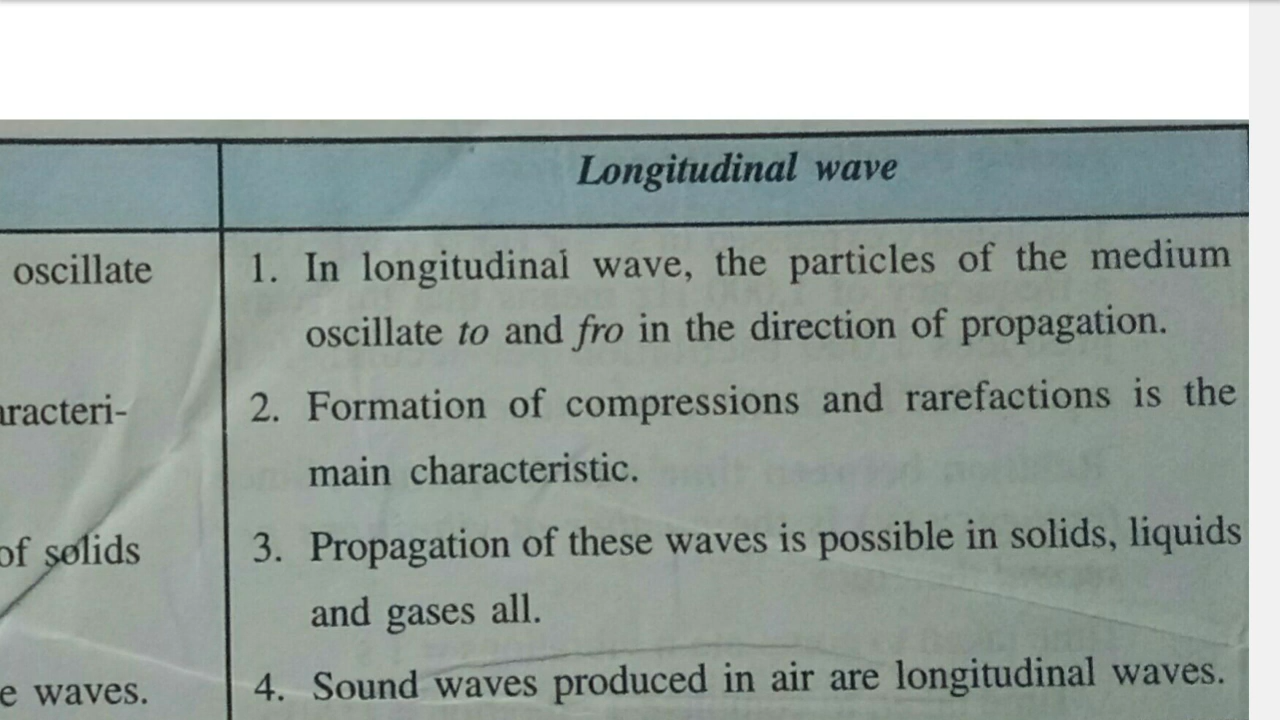 Longitudinal wave
oscillate
1. In longitudinal wave, the particles of the medium
oscillate to and fro in the direction of propagation.
2. Formation of compressions and rarefactions is the
racteri-
main characteristic.
of solids
3. Propagation of these waves is possible in solids, liquids
and gases all.
e waves.
4. Sound waves produced in air are longitudinal waves.